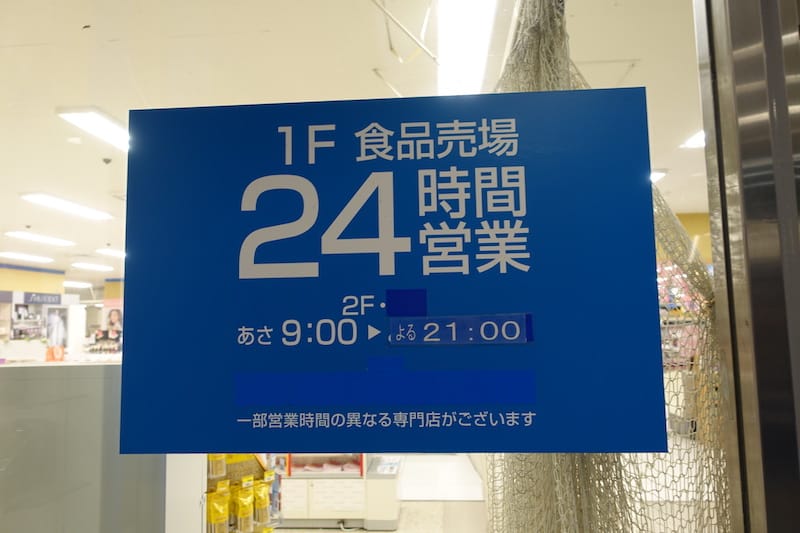 1F 食品売場
24時間営業
2F・
あさ 9:00 ▶ よる 21:00
一部営業時間の異なる専門店がございます
SHISEIDO